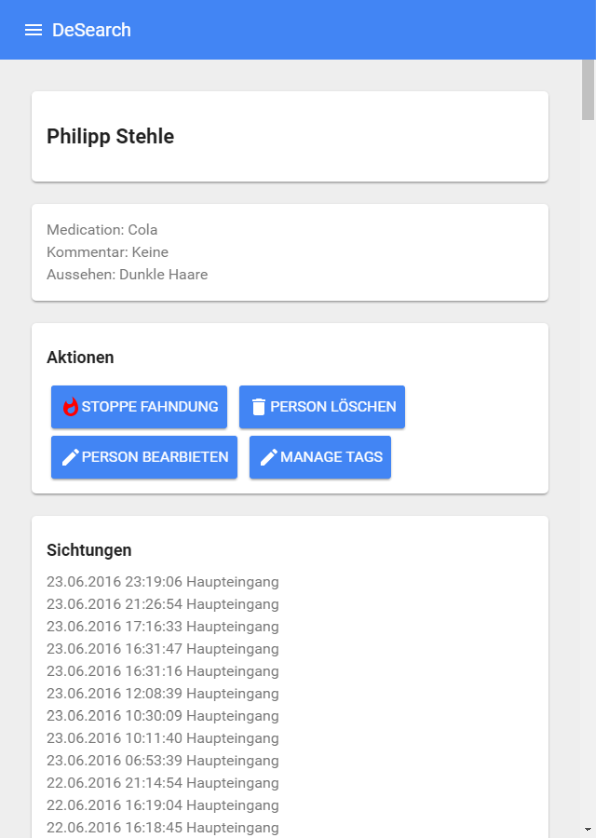 DeSearch
Philipp Stehle
Medication: Cola
Kommentar: Keine
Aussehen: Dunkle Haare
Aktionen
STOPPE FAHNDUNG PERSON LÖSCHEN
PERSON BEARBEITEN MANAGE TAGS
Sichtungen
23.06.2016 23:19:06 Haupteingang
23.06.2016 21:26:54 Haupteingang
23.06.2016 17:16:33 Haupteingang
23.06.2016 16:31:47 Haupteingang
23.06.2016 16:31:16 Haupteingang
23.06.2016 12:08:39 Haupteingang
23.06.2016 10:30:09 Haupteingang
23.06.2016 10:11:40 Haupteingang
23.06.2016 06:53:39 Haupteingang
22.06.2016 21:14:54 Haupteingang
22.06.2016 16:19:04 Haupteingang
22.06.2016 16:18:45 Haupteingang